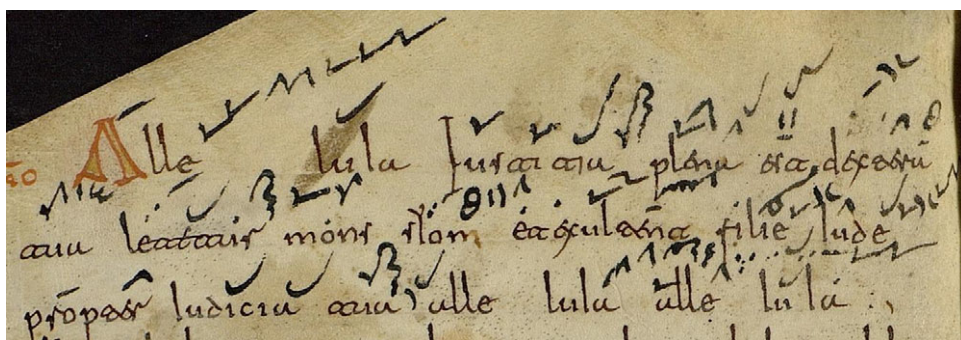 Alle luia Iustitia plena est, dextera
tua letetur mons sion et exultent filie iude
propter iudicia tua, alle luia alle luia